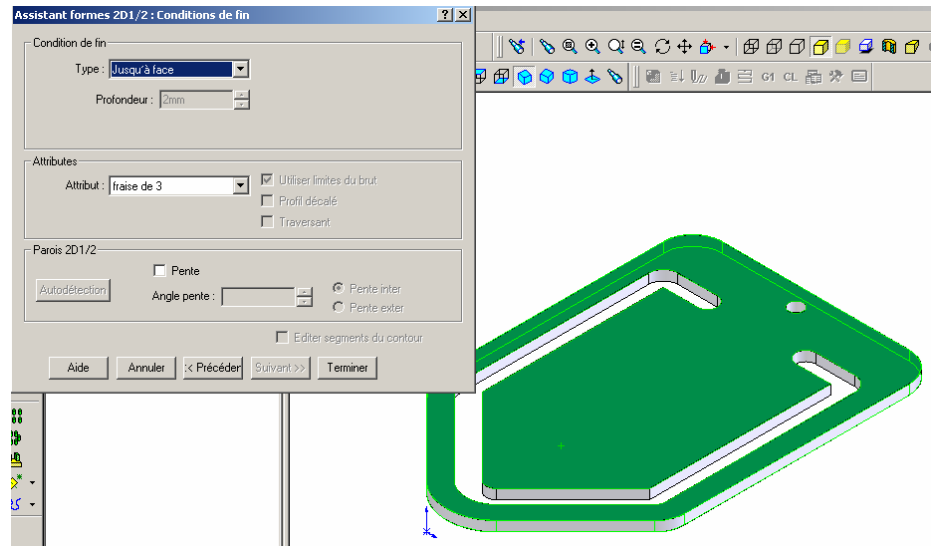 Assistant formes 2D1/2 : Conditions de fin
Condition de fin
Type : Jusqu'à face
Profondeur : 2mm
Attributes
Attribut : fraise de 3
Utiliser limites du brut
Profil décalé
Traversant
Parois 2D1/2
Pente
Autodétection
Angle pente :
Pente inter
Pente exter
Editer segments du contour
Aide Annuler :< Précéder Suivant >> Terminer
G1 CL